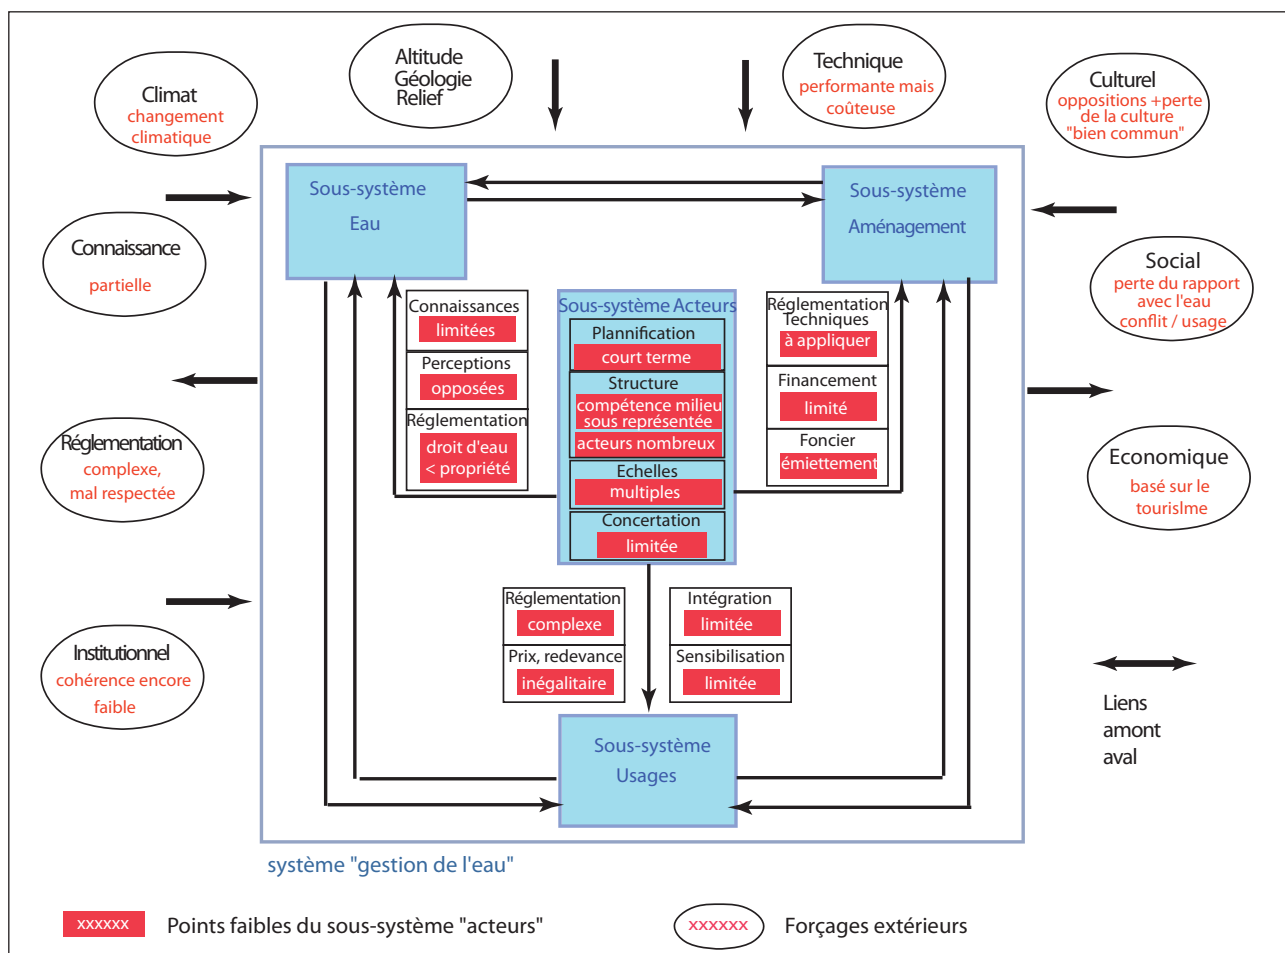 Altitude
Géologie
Relief
Technique
performante mais
coûteuse
Climat
changement
climatique
Culturel
oppositions +perte
de la culture
"bien commun"
Connaissance
partielle
Social
perte du rapport
avec l'eau
conflit / usage
Réglementation
complexe,
mal respectée
Economique
basé sur le
tourislme
Institutionnel
cohérence encore
faible
Liens
amont
aval
Sous-système
Eau
Sous-système
Aménagement
Connaissances
limitées
Perceptions
opposées
Réglementation
droit d'eau
< propriété
Sous-système Acteurs
Plannification
court terme
Structure
compétence milieu
sous représentée
acteurs nombreux
Echelles
multiples
Concertation
limitée
Réglementation
Techniques
à appliquer
Financement
limité
Foncier
émiettement
Réglementation
complexe
Prix, redevance
inégalitaire
Intégration
limitée
Sensibilisation
limitée
Sous-système
Usages
système "gestion de l'eau"
xxxxxx
Points faibles du sous-système "acteurs"
xxxxxx
Forçages extérieurs